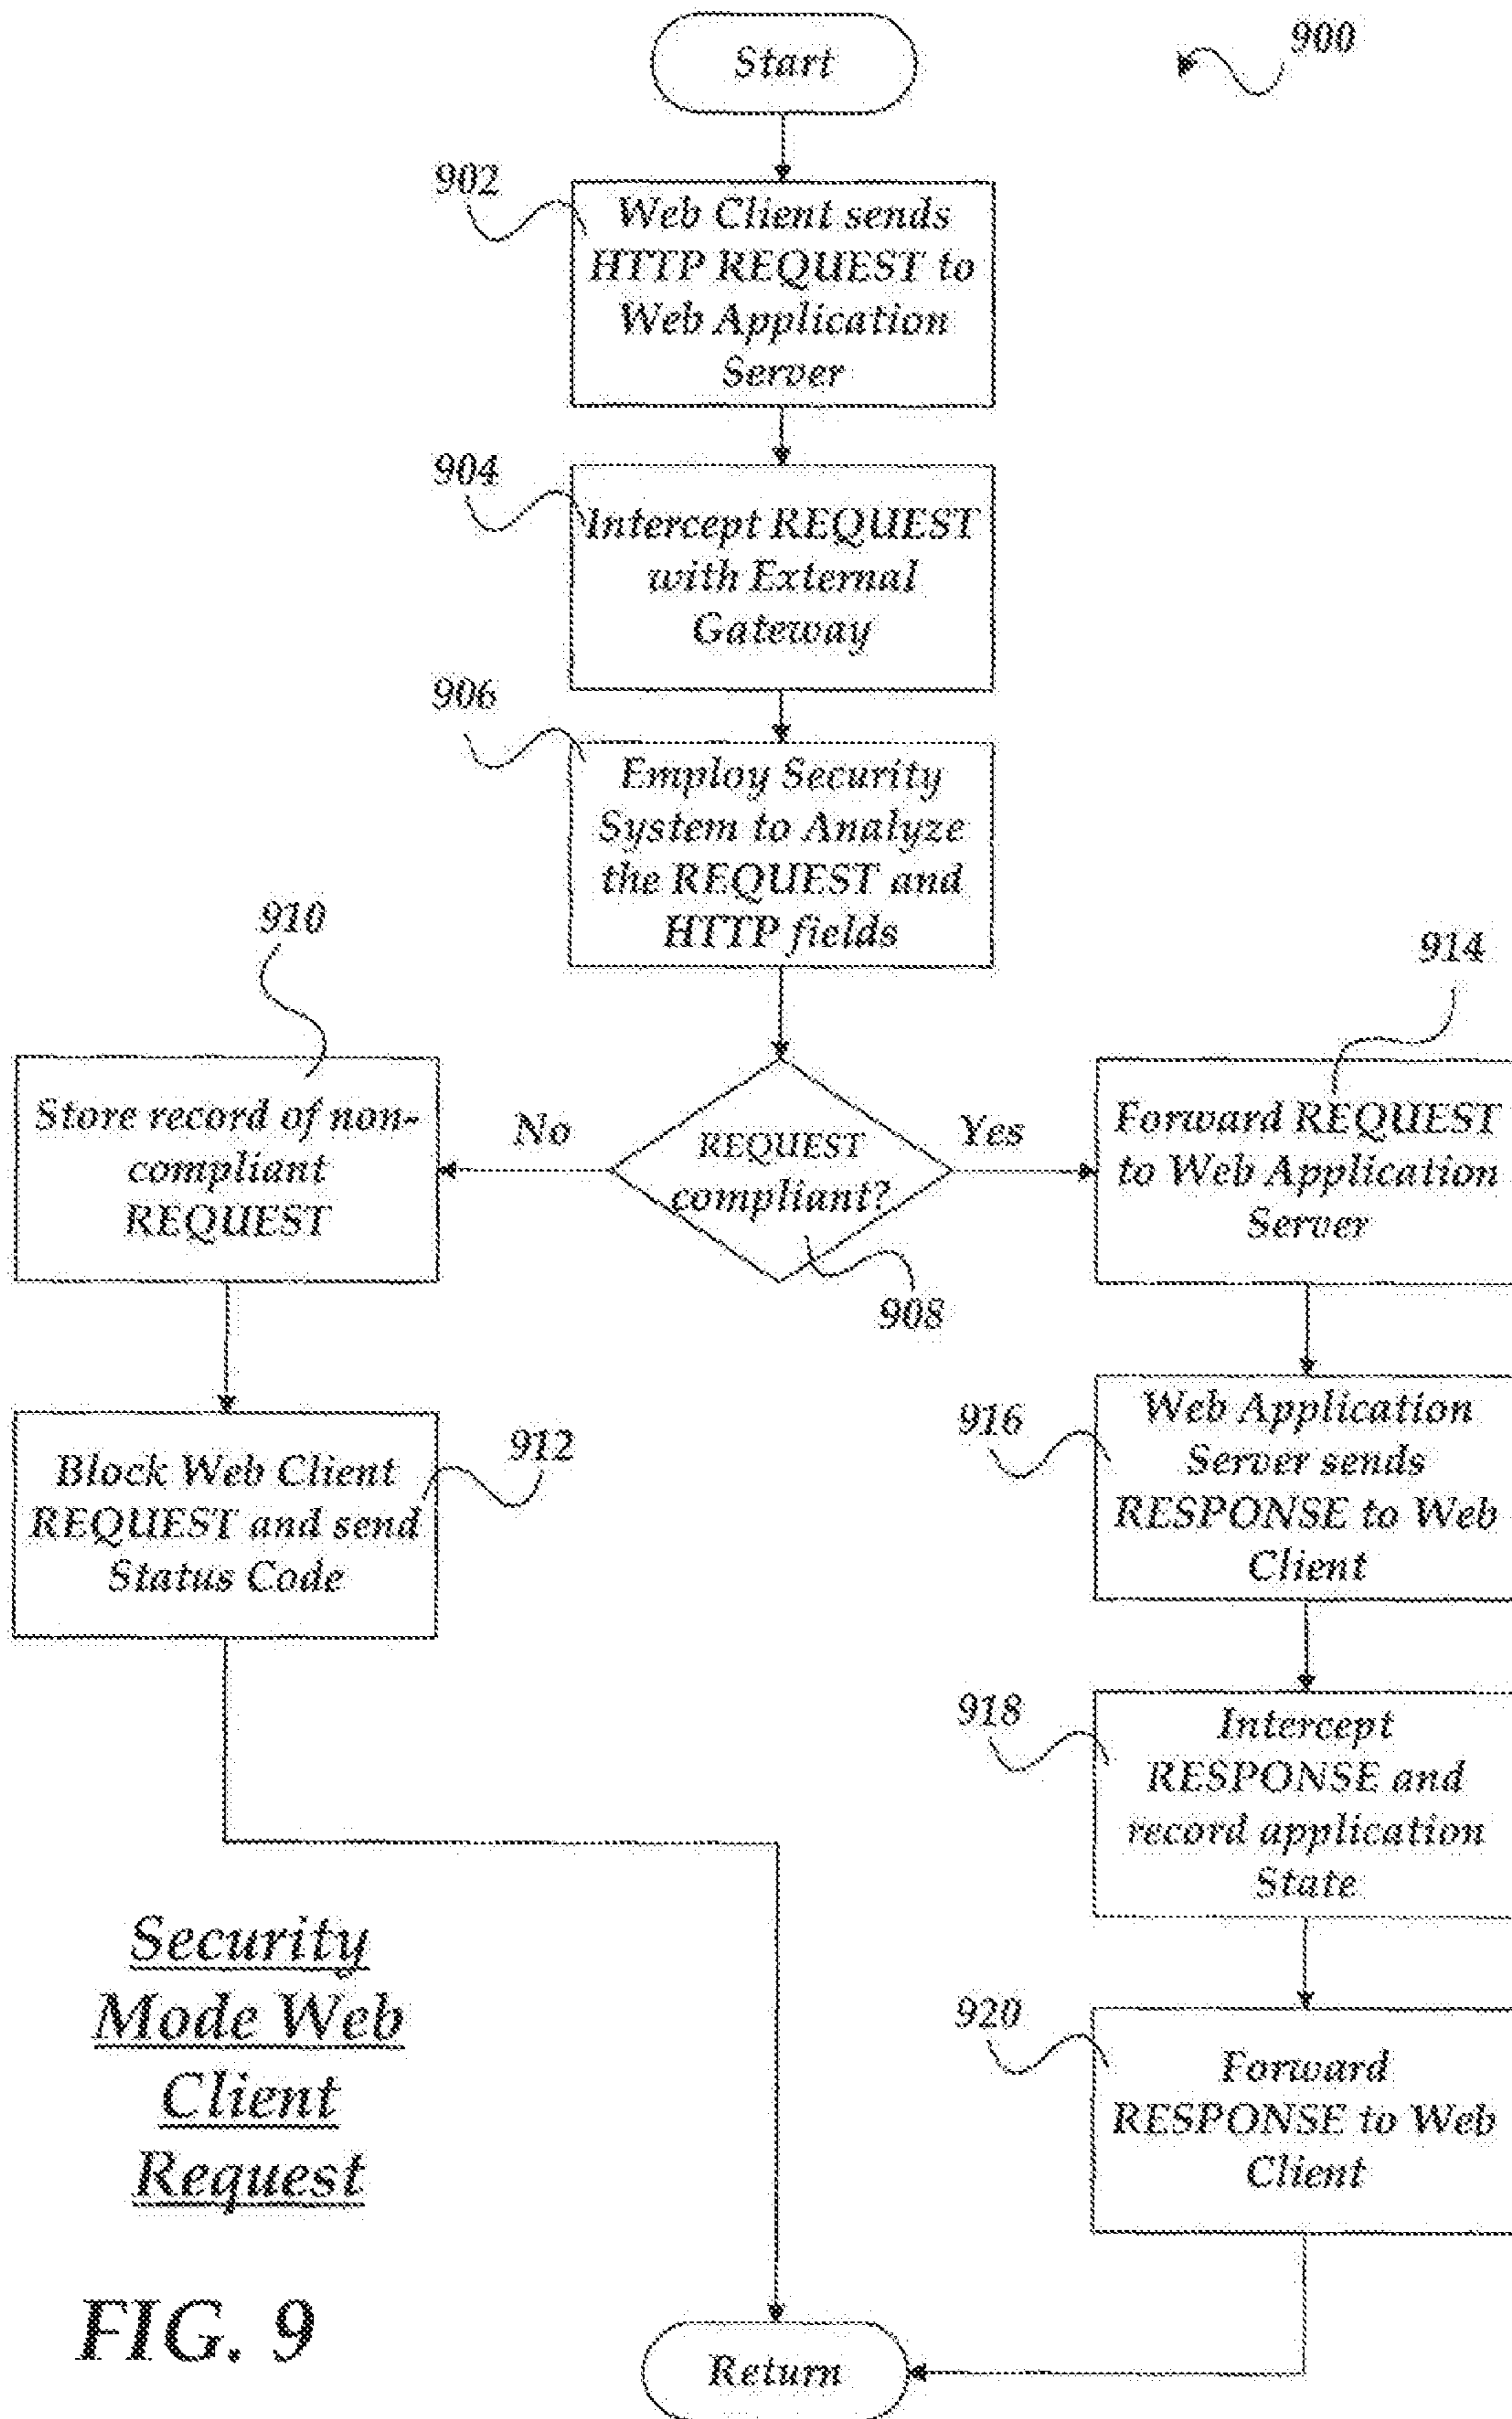 Start
900
902
Web Client sends
HTTP REQUEST to
Web Application
Server
904
Intercept REQUEST
with External
Gateway
906
Employ Security
System to Analyze
the REQUEST and
HTTP fields
910
914
Store record of non-
compliant
REQUEST
No
REQUEST
compliant?
Yes
Forward REQUEST
to Web Application
Server
908
912
Block Web Client
REQUEST and send
Status Code
916
Web Application
Server sends
RESPONSE to Web
Client
918
Intercept
RESPONSE and
record application
State
920
Forward
RESPONSE to Web
Client
Security
Mode Web
Client
Request
FIG. 9
Return